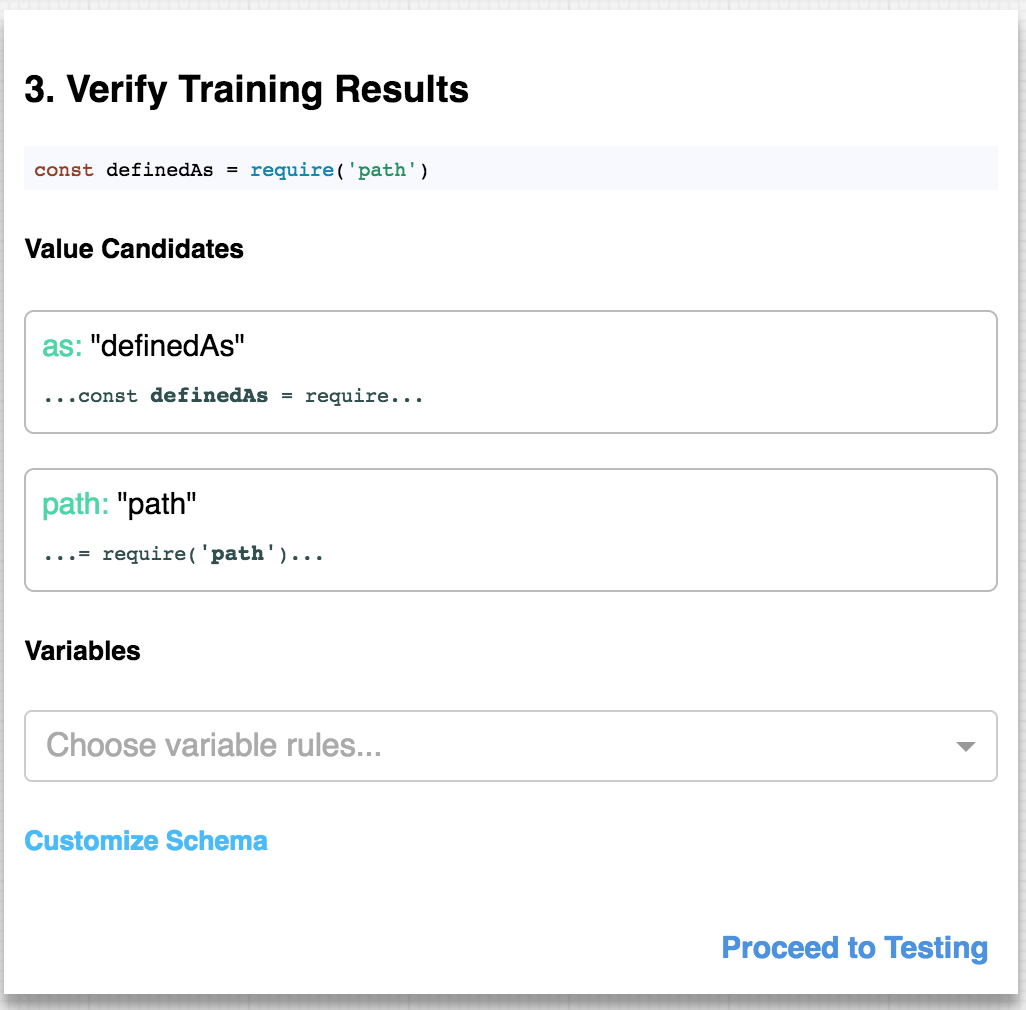 3. Verify Training Results
const definedAs = require('path')
Value Candidates
as: "definedAs"
...const definedAs = require...
path: "path"
...= require('path')...
Variables
Choose variable rules...
Customize Schema
Proceed to Testing